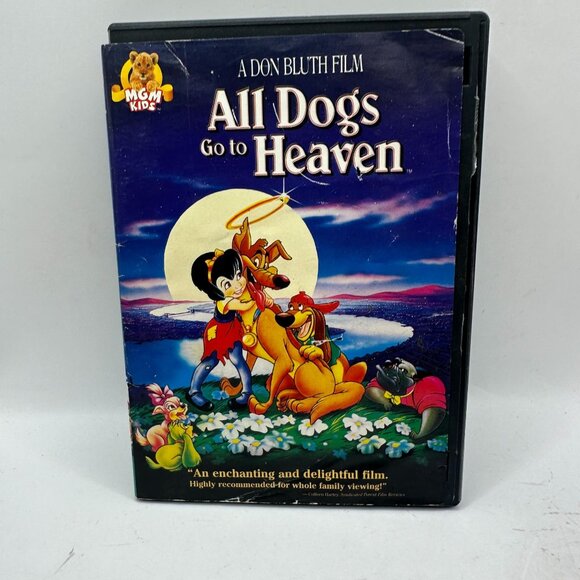 MGM
KIDS
A DON BLUTH FILM
All Dogs
Go to Heaven
TM
"An enchanting and delightful film.
Highly recommended for whole family viewing!"